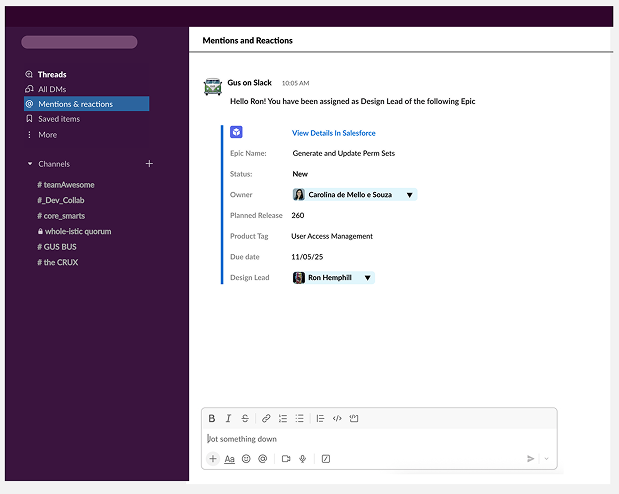 Threads
All DMs
Mentions & reactions
Saved items
More
Channels
# teamAwesome
#_Dev_Collab
# core_smarts
whole-istic quorum
# GUS BUS
# the CRUX
Mentions and Reactions
Gus on Slack 10:05 AM
Hello Ron! You have been assigned as Design Lead of the following Epic
View Details In Salesforce
Epic Name: Generate and Update Perm Sets
Status: New
Owner Carolina de Mello e Souza
Planned Release 260
Product Tag User Access Management
Due date 11/05/25
Design Lead Ron Hemphill
B I S
Jot something down
Aa